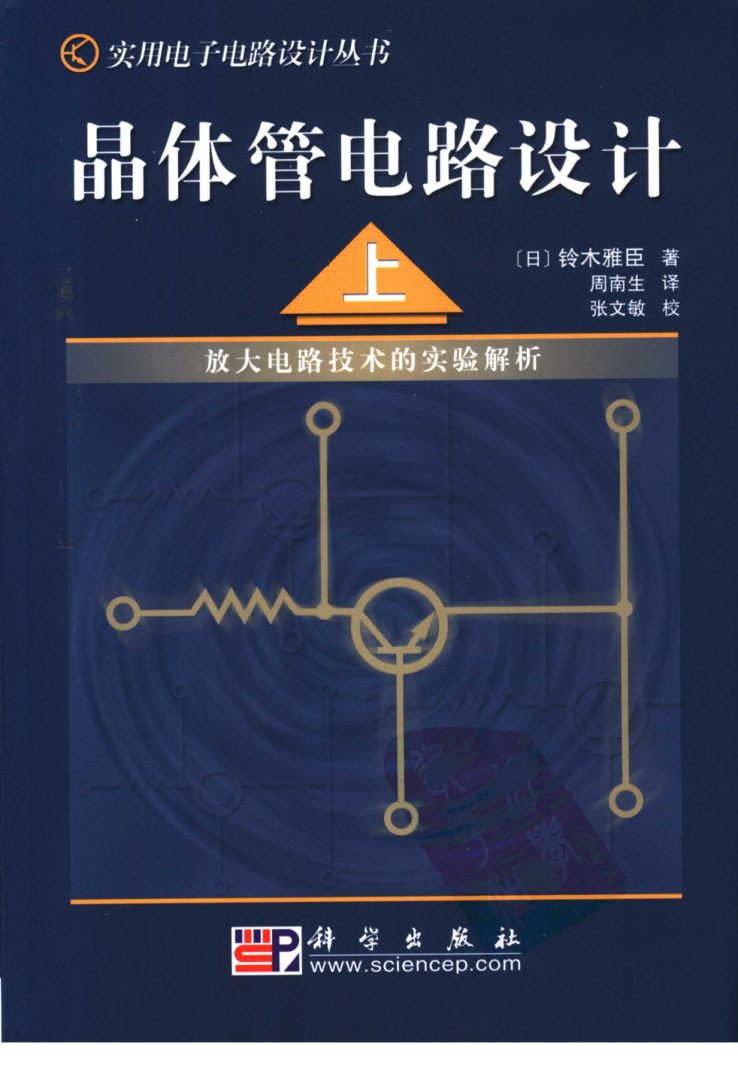 实用电子电路设计丛书
晶体管电路设计
上
〔日〕铃木雅臣 著
周南生 译
张文敏 校
放大电路技术的实验解析
科学出版社
www.sciencep.com